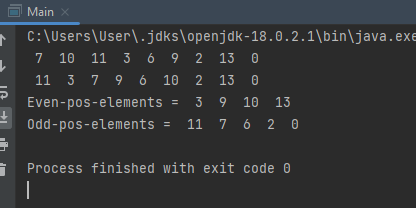 Main
C:\Users\User\.jdks\openjdk-18.0.2.1\bin\java.exe
7 10 11 3 6 9 2 13 0
11 3 7 9 6 10 2 13 0
Even-pos-elements = 3 9 10 13
Odd-pos-elements = 11 7 6 2 0
Process finished with exit code 0